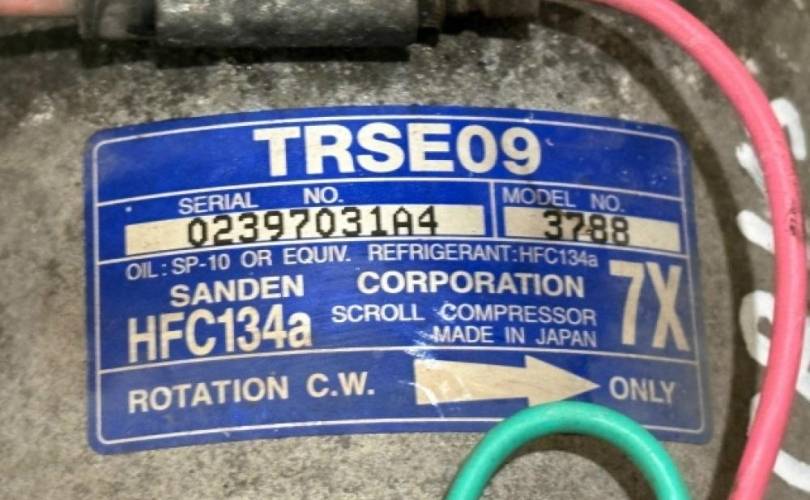 TRSE09
SERIAL NO. MODEL NO.
02397031A4 3788
OIL: SP-10 OR EQUIV. REFRIGERANT: HFC134a
SANDEN CORPORATION 7X
HFC134a SCROLL COMPRESSOR
MADE IN JAPAN
ROTATION C.W. ONLY